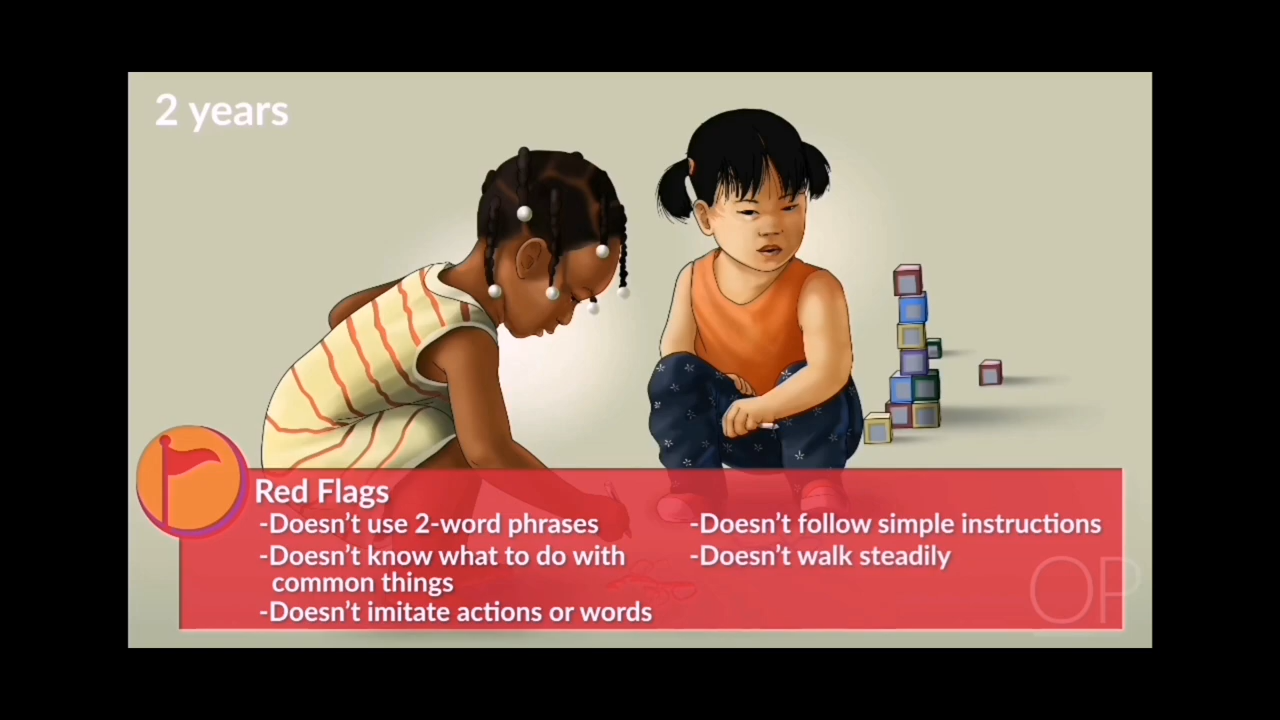 2 years
Red Flags
-Doesn't use 2-word phrases
-Doesn't know what to do with
common things
-Doesn't imitate actions or words
-Doesn't follow simple instructions
-Doesn't walk steadily
OP